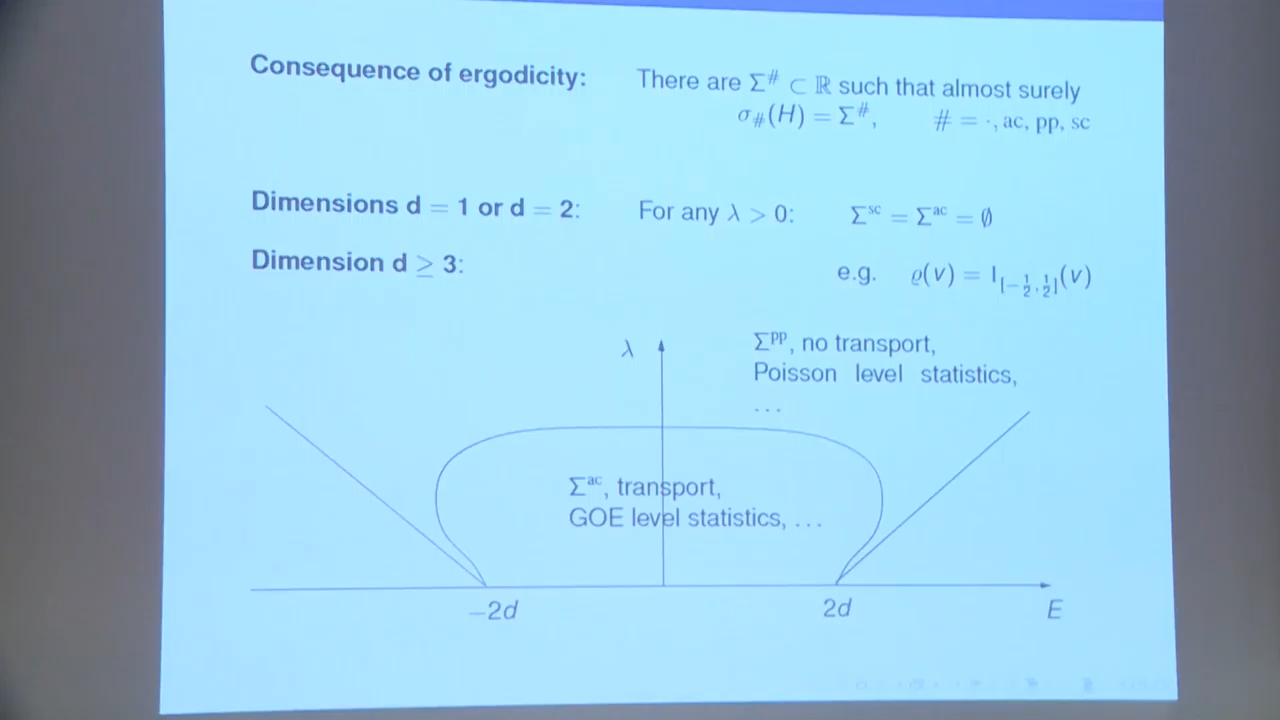 Consequence of ergodicity: There are Σ^# ⊂ ℝ such that almost surely
σ_#(H) = Σ^#, # = ·, ac, pp, sc
Dimensions d = 1 or d = 2: For any λ > 0: Σ^sc = Σ^ac = ∅
Dimension d ≥ 3: e.g. ϱ(v) = I_[−1/2,1/2](v)
λ
Σ^pp, no transport,
Poisson level statistics,
...
Σ^ac, transport,
GOE level statistics, ...
−2d 2d E